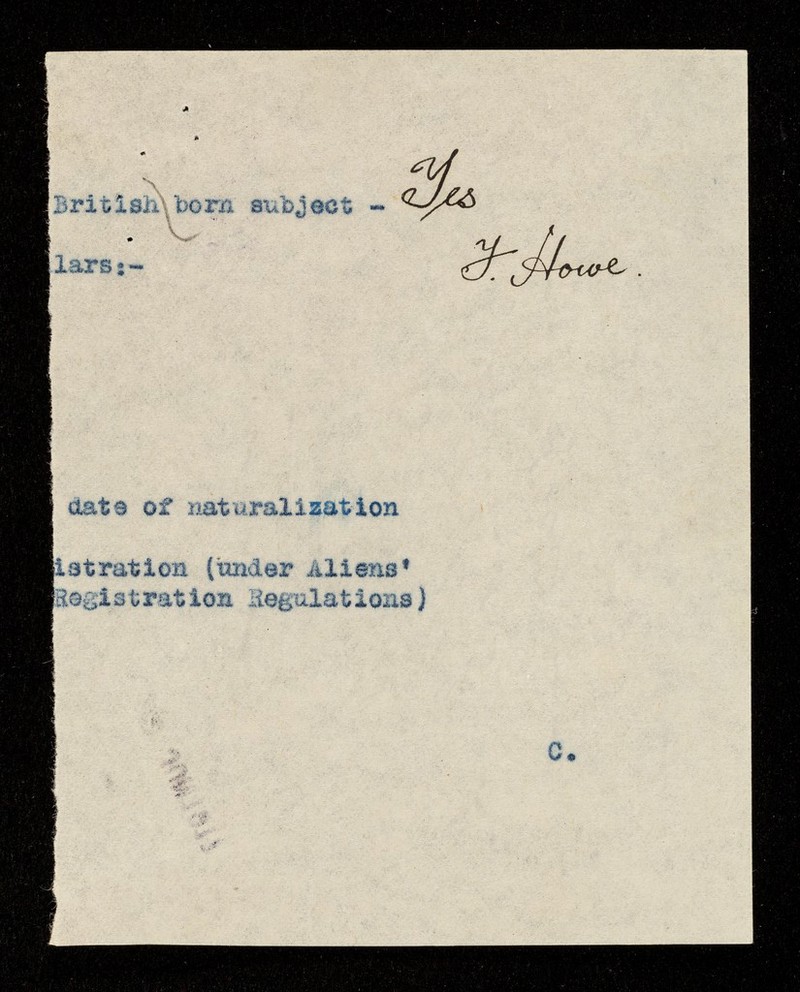 British born subject - Yes
lars:- F. Howe.
date of naturalization
istration (under Aliens'
Registration Regulations)
C.